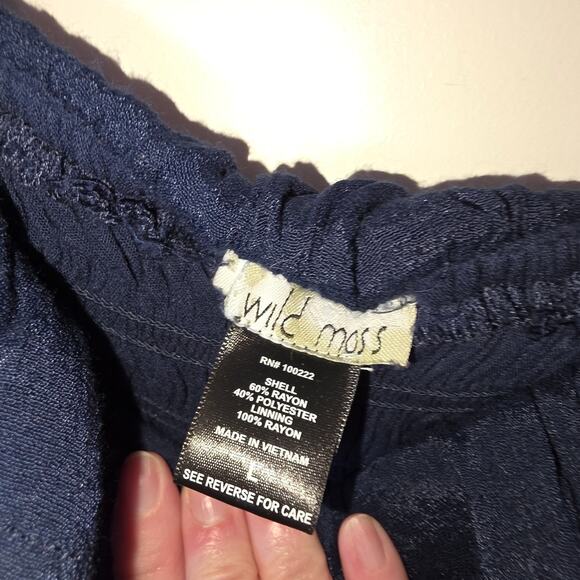 wild moss
RN# 100222
SHELL
60% RAYON
40% POLYESTER
LINNING
100% RAYON
MADE IN VIETNAM
L
SEE REVERSE FOR CARE